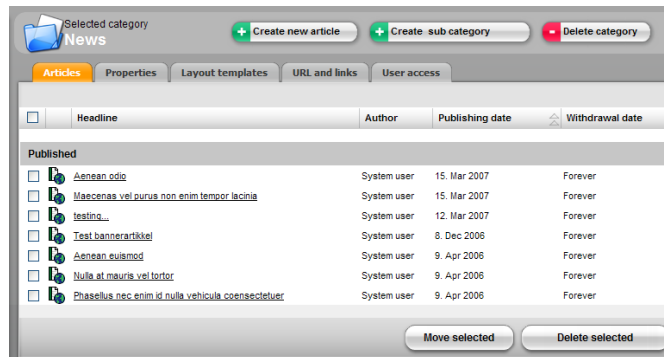 Selected category
News
Create new article
Create sub category
Delete category
Articles Properties Layout templates URL and links User access
Headline Author Publishing date Withdrawal date
Published
Aenean odio System user 15. Mar 2007 Forever
Maecenas vel purus non enim tempor lacinia System user 15. Mar 2007 Forever
testing... System user 12. Mar 2007 Forever
Test bannerartikkel System user 8. Dec 2006 Forever
Aenean euismod System user 9. Apr 2006 Forever
Nulla at mauris vel tortor System user 9. Apr 2006 Forever
Phasellus nec enim id nulla vehicula coensectetuer System user 9. Apr 2006 Forever
Move selected Delete selected